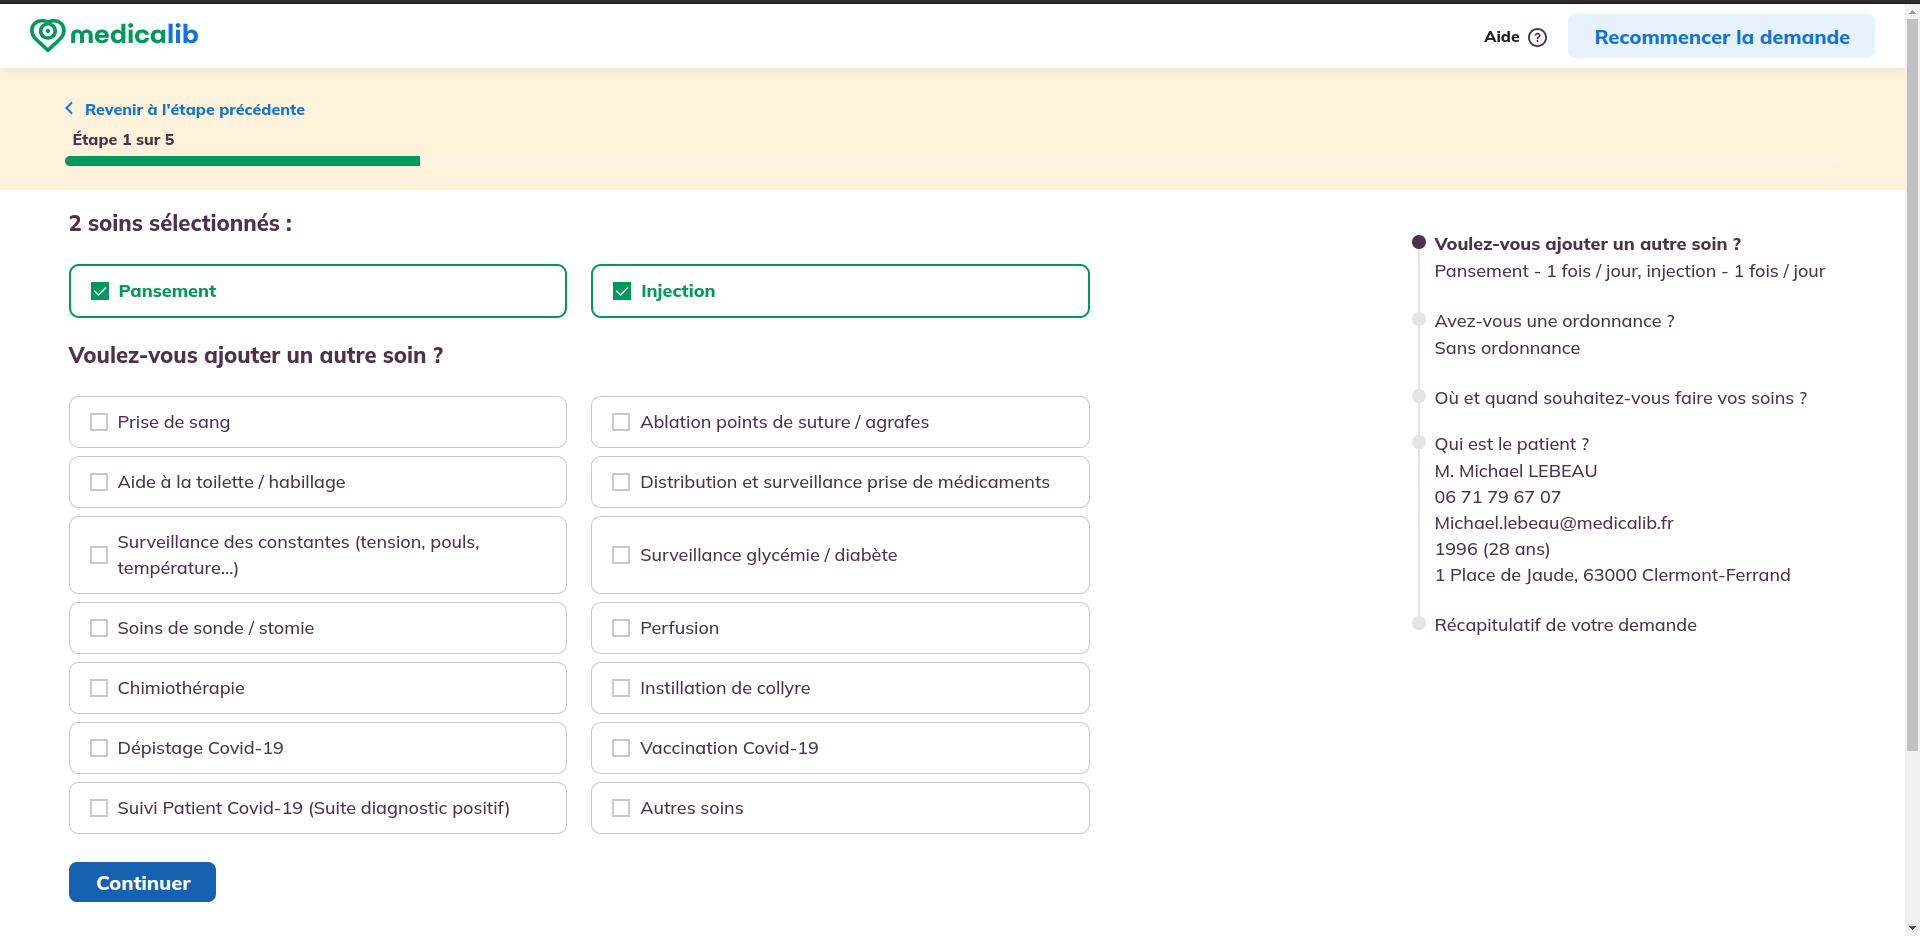 medicalib
Aide ?
Recommencer la demande
Revenir à l'étape précédente
Étape 1 sur 5
2 soins sélectionnés :
Pansement
Injection
Voulez-vous ajouter un autre soin ?
Prise de sang
Ablation points de suture / agrafes
Aide à la toilette / habillage
Distribution et surveillance prise de médicaments
Surveillance des constantes (tension, pouls,
température...)
Surveillance glycémie / diabète
Soins de sonde / stomie
Perfusion
Chimiothérapie
Instillation de collyre
Dépistage Covid-19
Vaccination Covid-19
Suivi Patient Covid-19 (Suite diagnostic positif)
Autres soins
Continuer
Voulez-vous ajouter un autre soin ?
Pansement - 1 fois / jour, injection - 1 fois / jour
Avez-vous une ordonnance ?
Sans ordonnance
Où et quand souhaitez-vous faire vos soins ?
Qui est le patient ?
M. Michael LEBEAU
06 71 79 67 07
Michael.lebeau@medicalib.fr
1996 (28 ans)
1 Place de Jaude, 63000 Clermont-Ferrand
Récapitulatif de votre demande